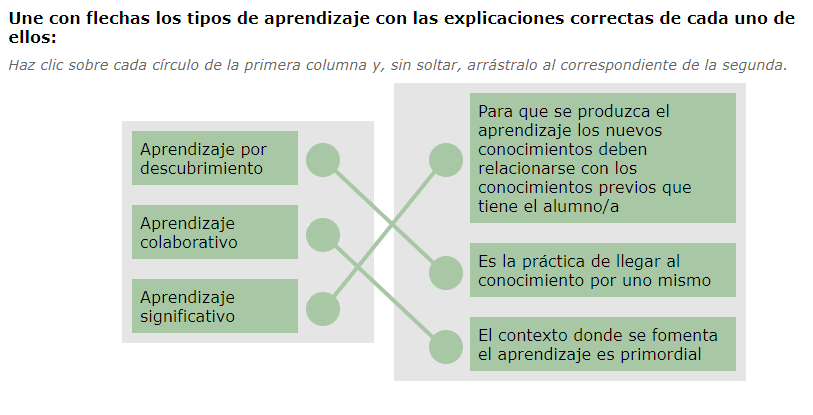 Une con flechas los tipos de aprendizaje con las explicaciones correctas de cada uno de
ellos:
Haz clic sobre cada círculo de la primera columna y, sin soltar, arrástralo al correspondiente de la segunda.
Aprendizaje por
descubrimiento
Aprendizaje
colaborativo
Aprendizaje
significativo
Para que se produzca el
aprendizaje los nuevos
conocimientos deben
relacionarse con los
conocimientos previos que
tiene el alumno/a
Es la práctica de llegar al
conocimiento por uno mismo
El contexto donde se fomenta
el aprendizaje es primordial